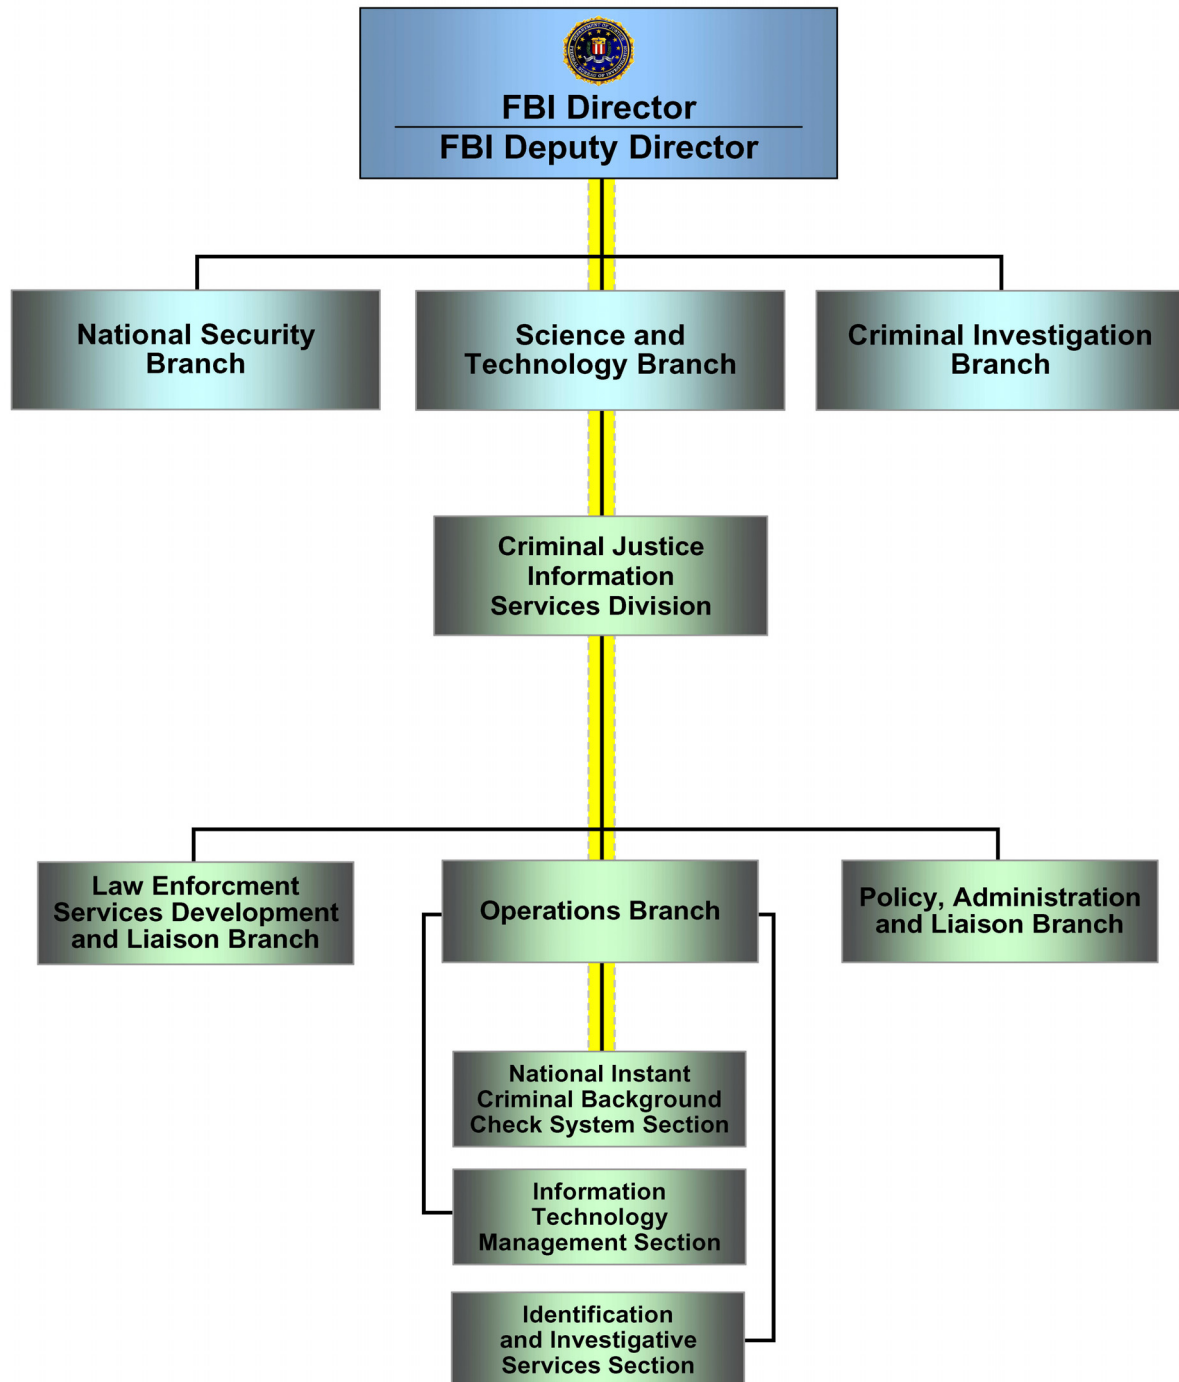 FBI Director
FBI Deputy Director
National Security
Branch
Science and
Technology Branch
Criminal Investigation
Branch
Criminal Justice
Information
Services Division
Law Enforcment
Services Development
and Liaison Branch
Operations Branch
Policy, Administration
and Liaison Branch
National Instant
Criminal Background
Check System Section
Information
Technology
Management Section
Identification
and Investigative
Services Section